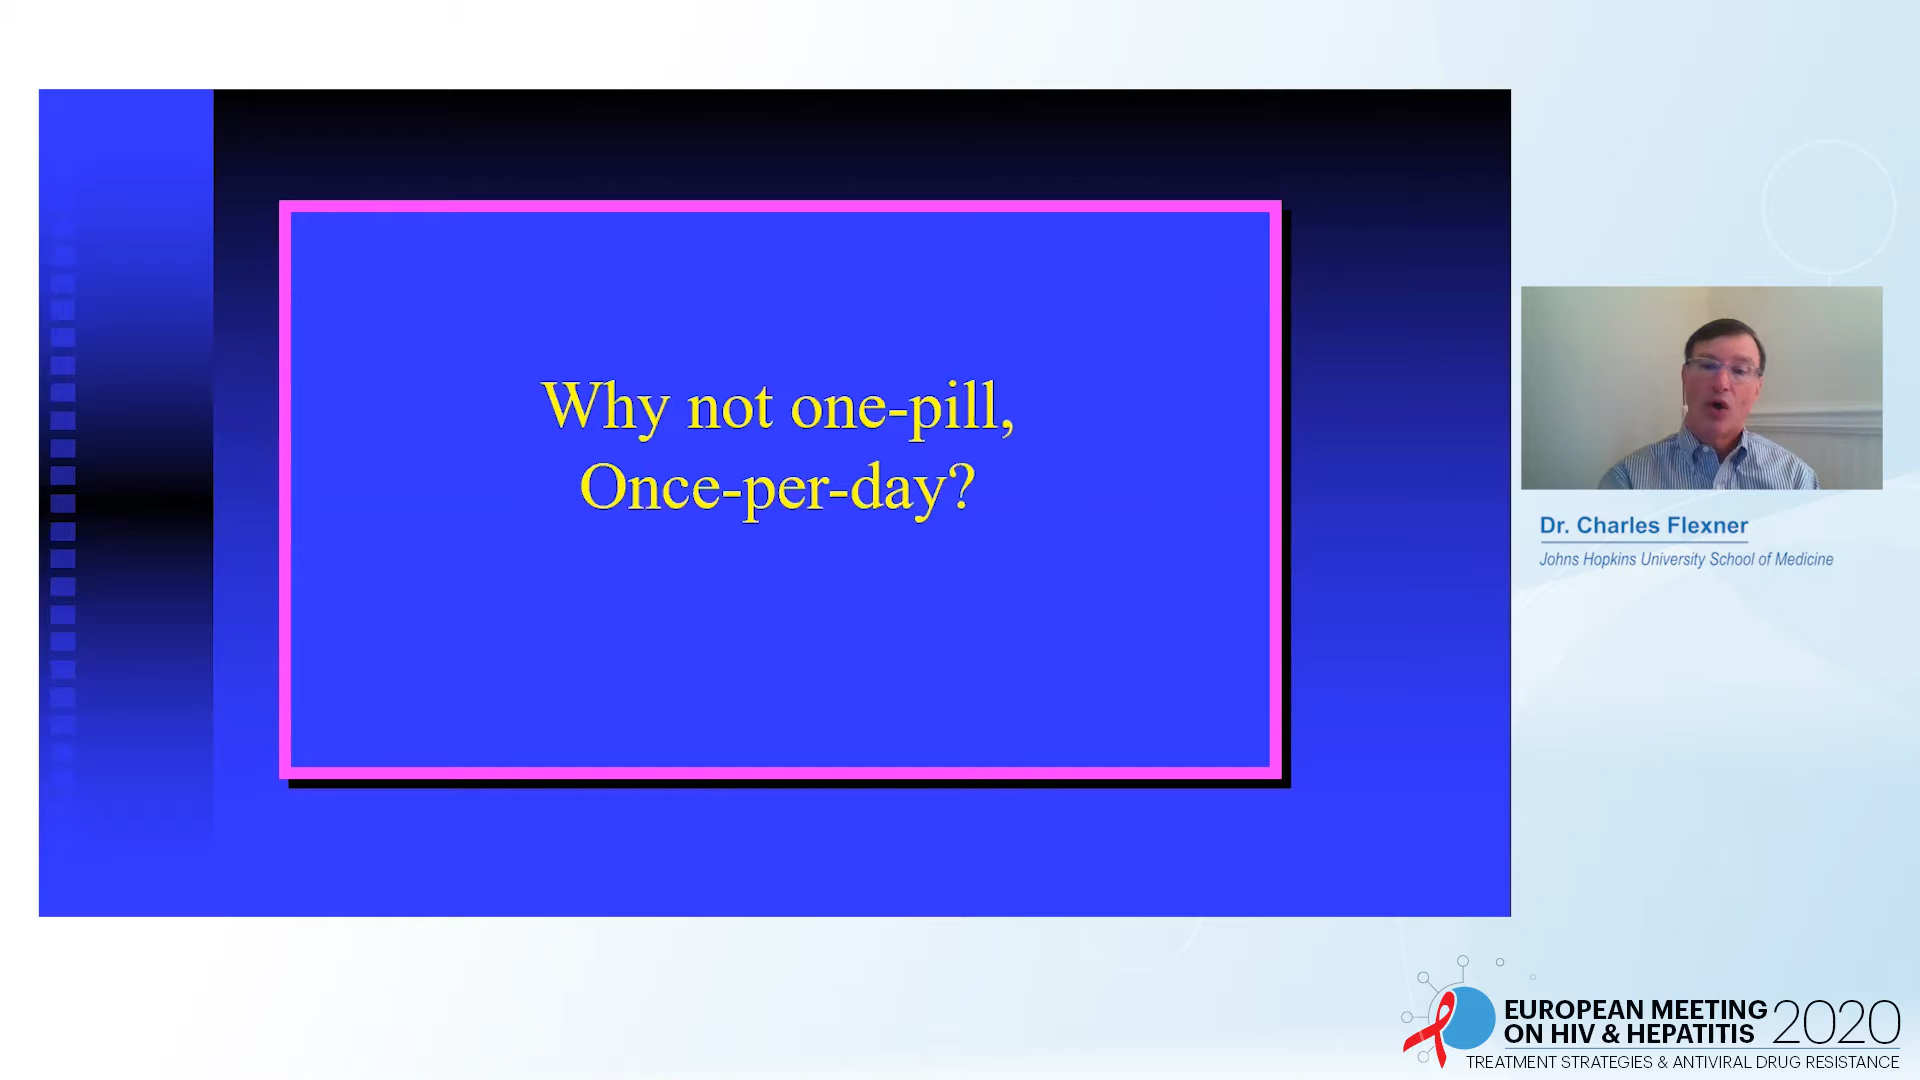 Why not one-pill,
Once-per-day?
Dr. Charles Flexner
Johns Hopkins University School of Medicine
EUROPEAN MEETING
ON HIV & HEPATITIS 2020
TREATMENT STRATEGIES & ANTIVIRAL DRUG RESISTANCE